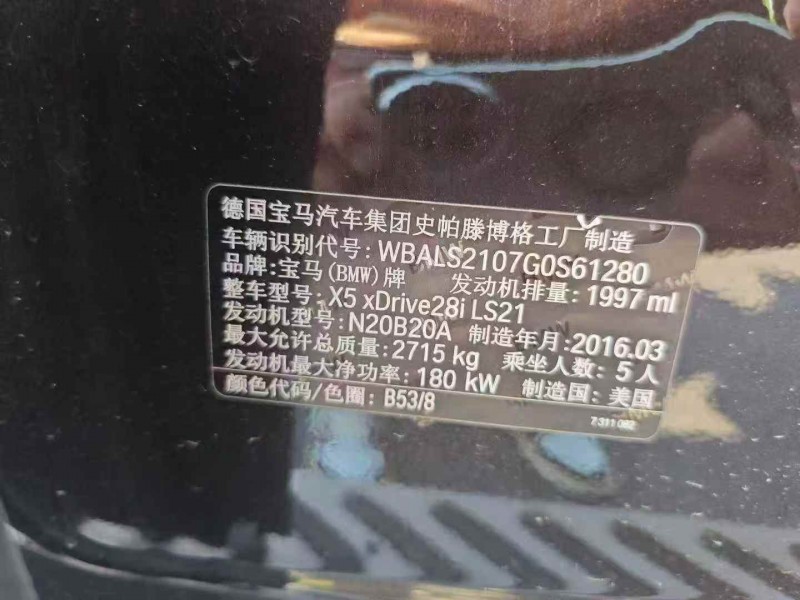 德国宝马汽车集团史帕滕博格工厂 制造
车辆识别代号: WBALS2107G0S61280
品牌: 宝马(BMW)牌 发动机排量: 1997 ml
整车型号: X5 xDrive28i LS21
发动机型号: N20B20A 制造年月: 2016.03
最大允许总质量: 2715 kg 乘坐人数: 5 人
发动机最大净功率: 180 kW 制造国: 美国
颜色代码/色圈: B53/8
7 311 082